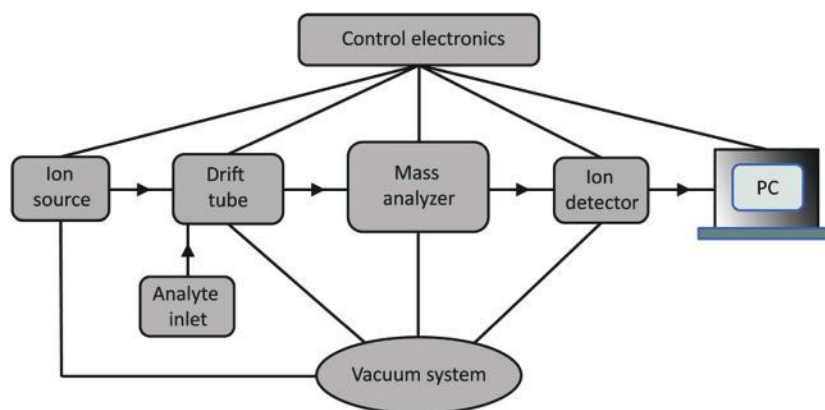 Control electronics
Ion
source
Drift
tube
Mass
analyzer
Ion
detector
PC
Analyte
inlet
Vacuum system